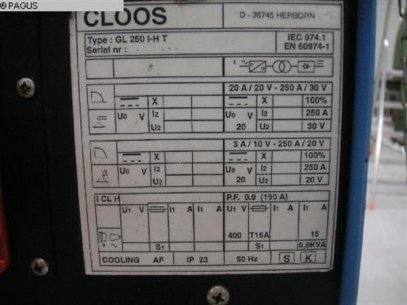 © PAGUS
CLOOS
D - 35745 HERBORN
Type : GL 250 I-H T
Serial nr :
IEC 974.1
EN 60974-1
20 A / 20 V - 250 A / 30 V
X 100%
U0 V I2 250 A
U2 20 30 V
3 A / 10 V - 250 A / 20 V
X 100%
U0 V I2 250 A
U2 20 20 V
I CL H P.F. 0.9 (150 A)
U1 V I1 A I1 A U1 V I1 A I1 A
400 T16A 15
S1 S1 9,8KVA
COOLING AF IP 23 50 Hz S K